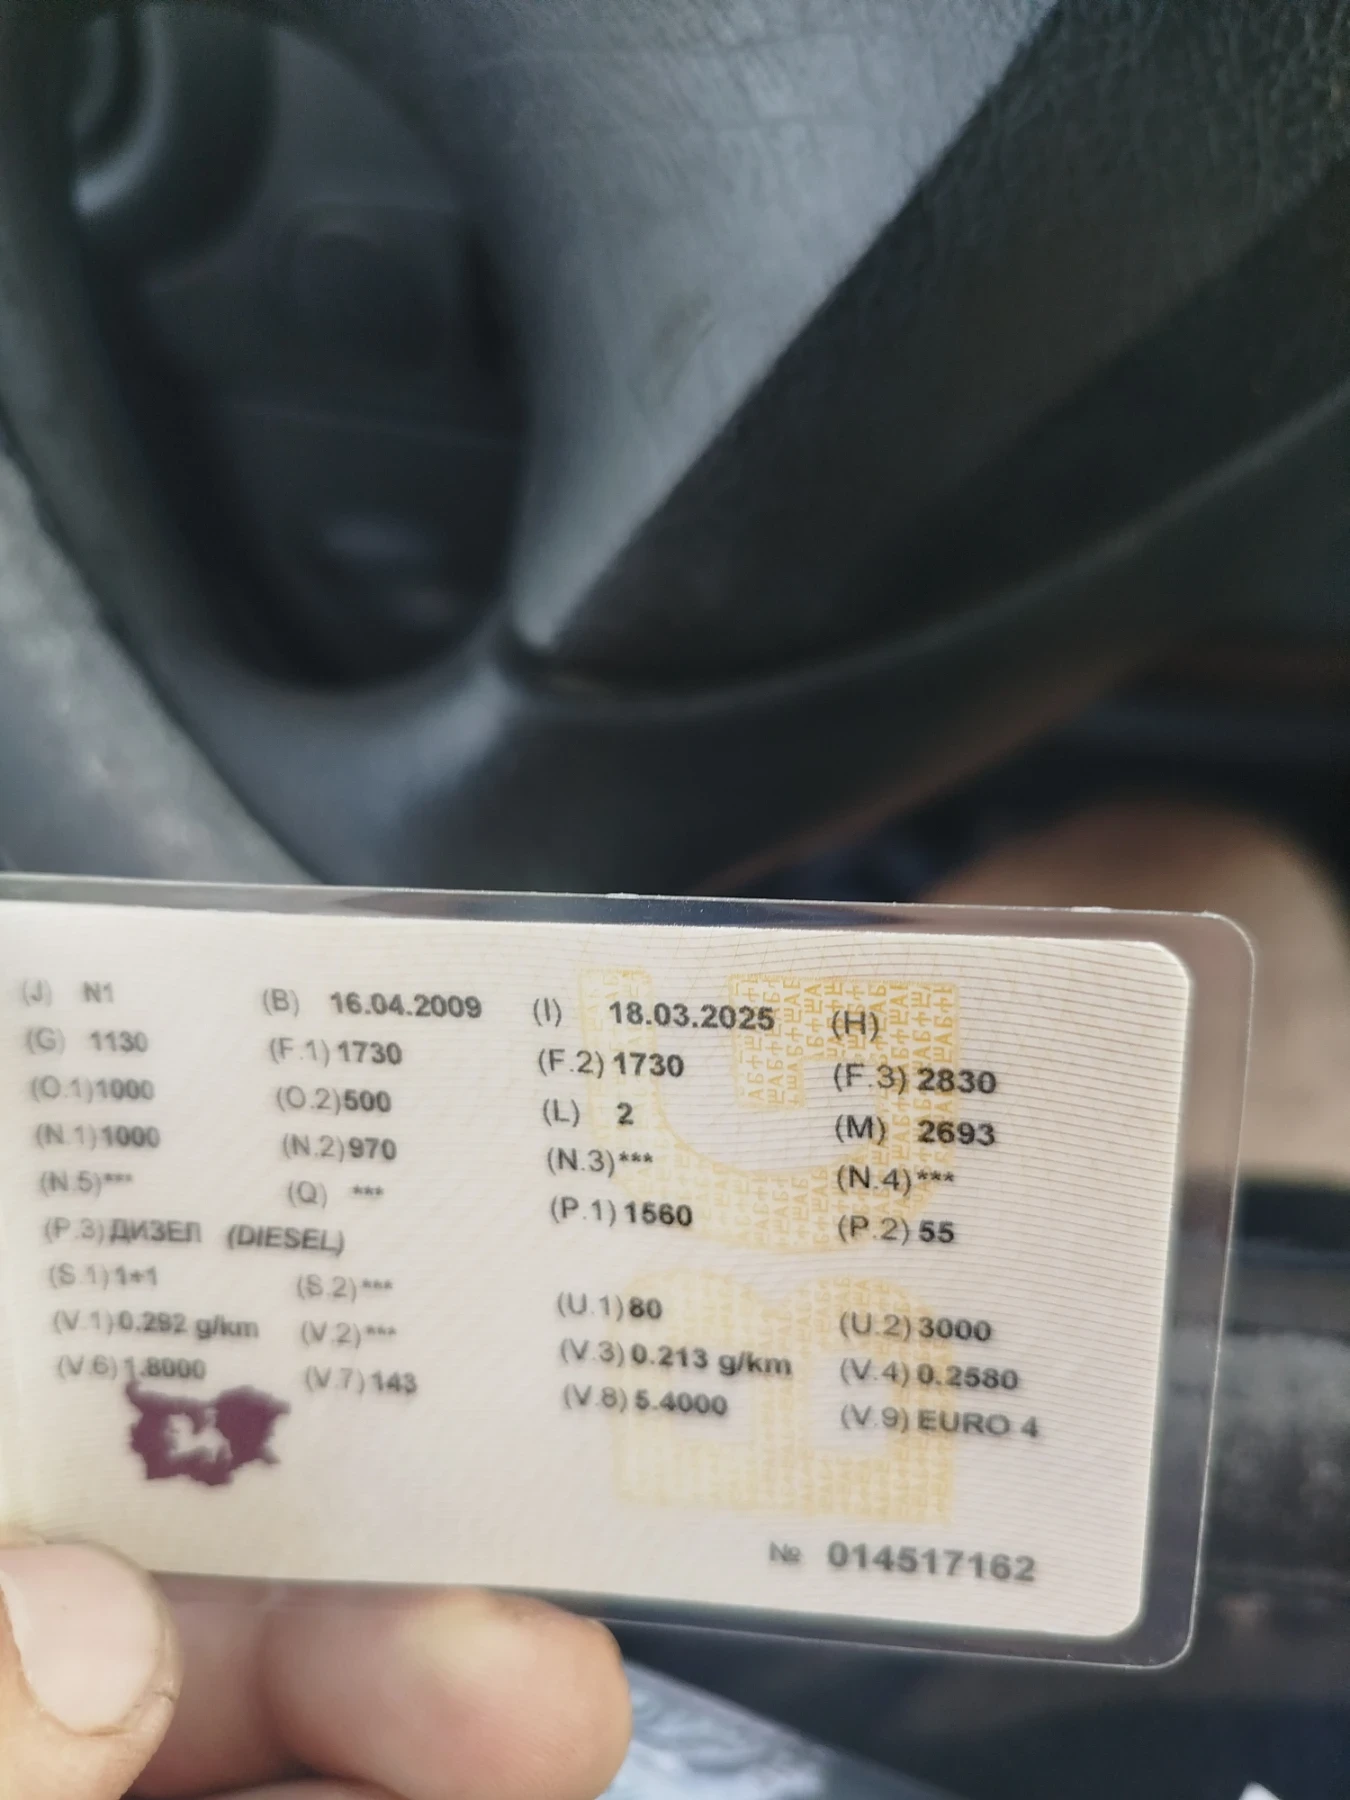 (J) N1 (B) 16.04.2009 (I) 18.03.2025 (H)
(G) 1130 (F.1) 1730 (F.2) 1730 (F.3) 2830
(O.1) 1000 (O.2) 500 (L) 2 (M) 2693
(N.1) 1000 (N.2) 970 (N.3) *** (N.4) ***
(N.5) *** (Q) *** (P.1) 1560 (P.2) 55
(P.3) ДИЗЕЛ (DIESEL)
(S.1) 1+1 (S.2) *** (U.1) 80 (U.2) 3000
(V.1) 0.292 g/km (V.2) *** (V.3) 0.213 g/km (V.4) 0.2580
(V.6) 1.8000 (V.7) 143 (V.8) 5.4000 (V.9) EURO 4
№ 014517162